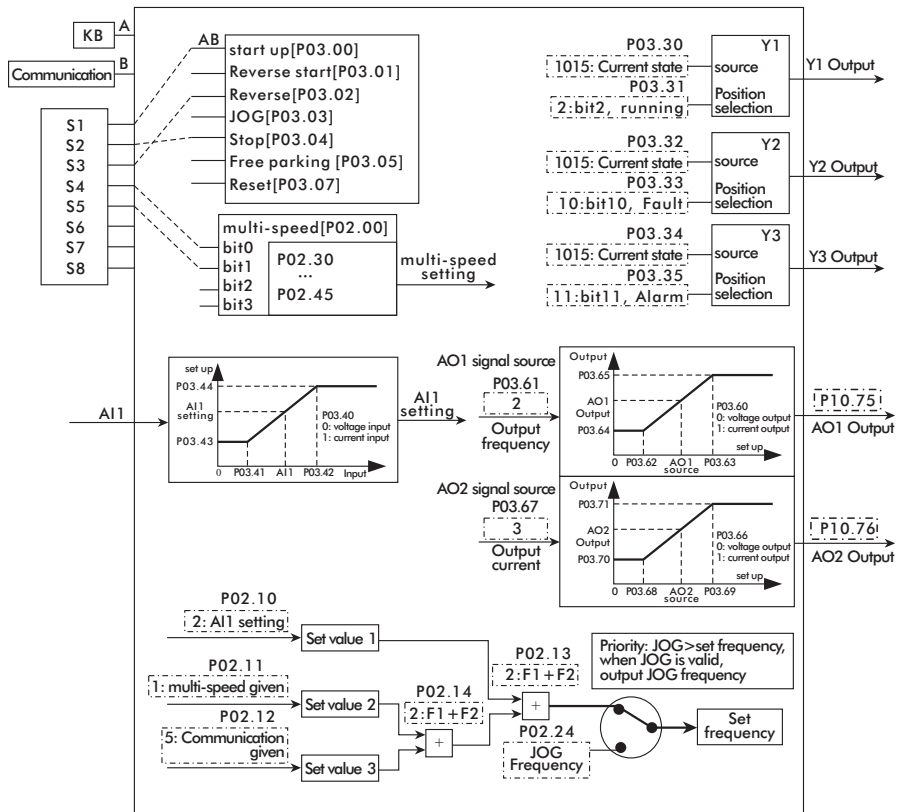 KB
A
Communication
B
S1
S2
S3
S4
S5
S6
S7
S8
AB
start up[P03.00]
Reverse start[P03.01]
Reverse[P03.02]
JOG[P03.03]
Stop[P03.04]
Free parking [P03.05]
Reset[P03.07]
multi-speed[P02.00]
bit0
bit1
bit2
bit3
P02.30
...
P02.45
multi-speed
setting
P03.30
1015: Current state
P03.31
2:bit2, running
Y1
source
Position
selection
Y1 Output
P03.32
1015: Current state
P03.33
10:bit10, Fault
Y2
source
Position
selection
Y2 Output
P03.34
1015: Current state
P03.35
11:bit11, Alarm
Y3
source
Position
selection
Y3 Output
AI1
set up
P03.44
AI1
setting
P03.43
P03.40
0: voltage input
1: current input
0
P03.41
AI1
P03.42
Input
AI1
setting
AO1 signal source
P03.61
2
Output
frequency
Output
P03.65
AO1
Output
P03.64
P03.60
0: voltage output
1: current output
set up
0
P03.62
AO1
source
P03.63
P10.75
AO1 Output
AO2 signal source
P03.67
3
Output
current
Output
P03.71
AO2
Output
P03.70
P03.66
0: voltage output
1: current output
set up
0
P03.68
AO2
source
P03.69
P10.76
AO2 Output
P02.10
2: AI1 setting
Set value 1
P02.11
1: multi-speed given
Set value 2
P02.12
5: Communication
given
Set value 3
P02.14
2:F1+F2
+
P02.13
2:F1+F2
+
P02.24
JOG
Frequency
Priority: JOG>set frequency,
when JOG is valid,
output JOG frequency
Set
frequency